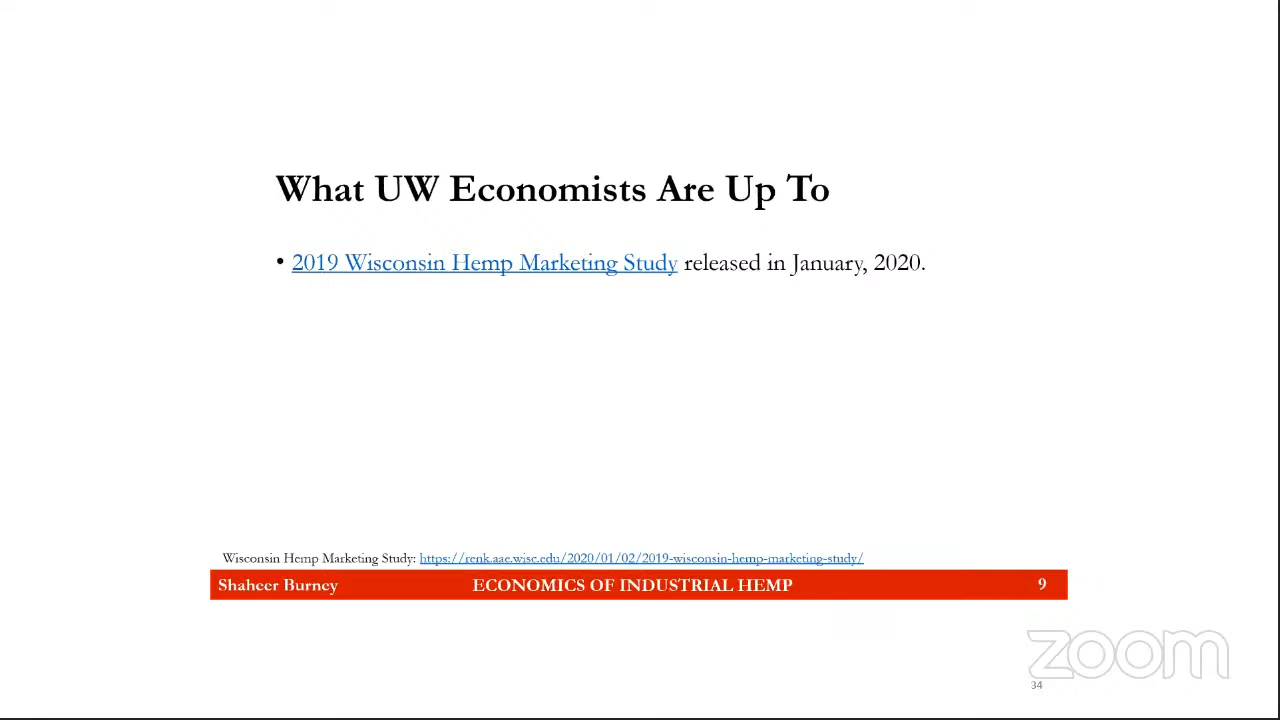 What UW Economists Are Up To
• 2019 Wisconsin Hemp Marketing Study released in January, 2020.
Wisconsin Hemp Marketing Study: https://renk.aae.wisc.edu/2020/01/02/2019-wisconsin-hemp-marketing-study/
Shaheer Burney ECONOMICS OF INDUSTRIAL HEMP 9
zoom
34